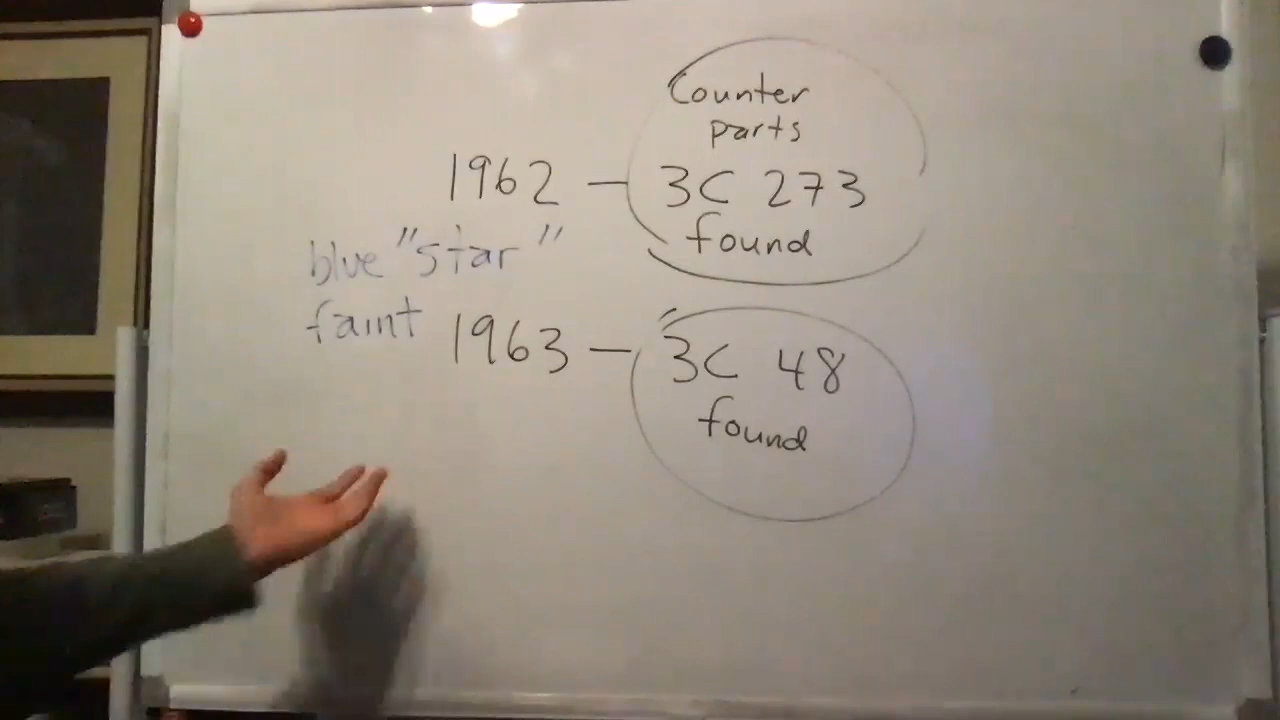 Counter
parts
1962 — 3C 273
found
blue "star"
faint
1963 — 3C 48
found